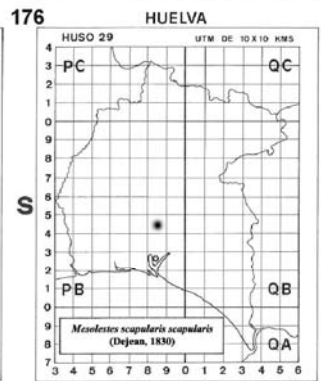 176 HUELVA
HUSO 29 UTM DE 10X10 KMS
4
3 PC QC
2
1
0
9
8
7
6
S
5
4
3
2
1 PB QB
0
9
8 QA
7
Mesolestes scapularis scapularis
(Dejean, 1830)
3 4 5 6 7 8 9 0 1 2 3 4 5 6